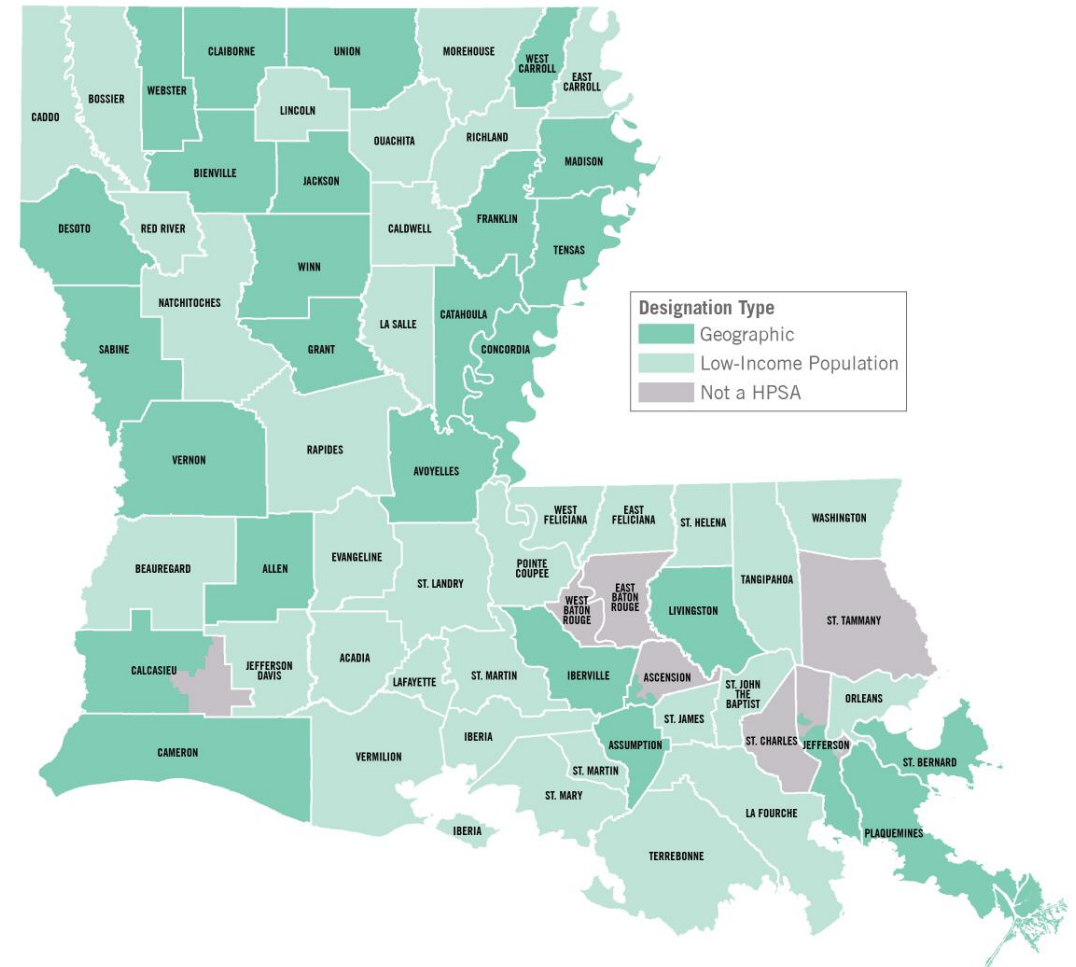 CLAIBORNE
UNION
MOREHOUSE
WEST
CARROLL
EAST
CARROLL
WEBSTER
BOSSIER
CADDO
LINCOLN
OUACHITA
RICHLAND
MADISON
BIENVILLE
JACKSON
DESOTO
RED RIVER
CALDWELL
FRANKLIN
TENSAS
WINN
NATCHITOCHES
LA SALLE
CATAHOULA
SABINE
GRANT
CONCORDIA
Designation Type
Geographic
Low-Income Population
Not a HPSA
VERNON
RAPIDES
AVOYELLES
WEST
FELICIANA
EAST
FELICIANA
ST. HELENA
WASHINGTON
BEAUREGARD
ALLEN
EVANGELINE
ST. LANDRY
POINTE
COUPEE
TANGIPAHOA
WEST
BATON
ROUGE
EAST
BATON
ROUGE
LIVINGSTON
ST. TAMMANY
CALCASIEU
JEFFERSON
DAVIS
ACADIA
LAFAYETTE
ST. MARTIN
IBERVILLE
ASCENSION
ST. JOHN
THE
BAPTIST
ORLEANS
ST. JAMES
CAMERON
VERMILION
IBERIA
ASSUMPTION
ST. CHARLES
JEFFERSON
ST. BERNARD
ST. MARTIN
ST. MARY
LA FOURCHE
IBERIA
PLAQUEMINES
TERREBONNE